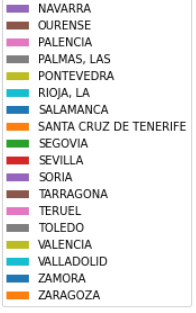 NAVARRA
OURENSE
PALENCIA
PALMAS, LAS
PONTEVEDRA
RIOJA, LA
SALAMANCA
SANTA CRUZ DE TENERIFE
SEGOVIA
SEVILLA
SORIA
TARRAGONA
TERUEL
TOLEDO
VALENCIA
VALLADOLID
ZAMORA
ZARAGOZA